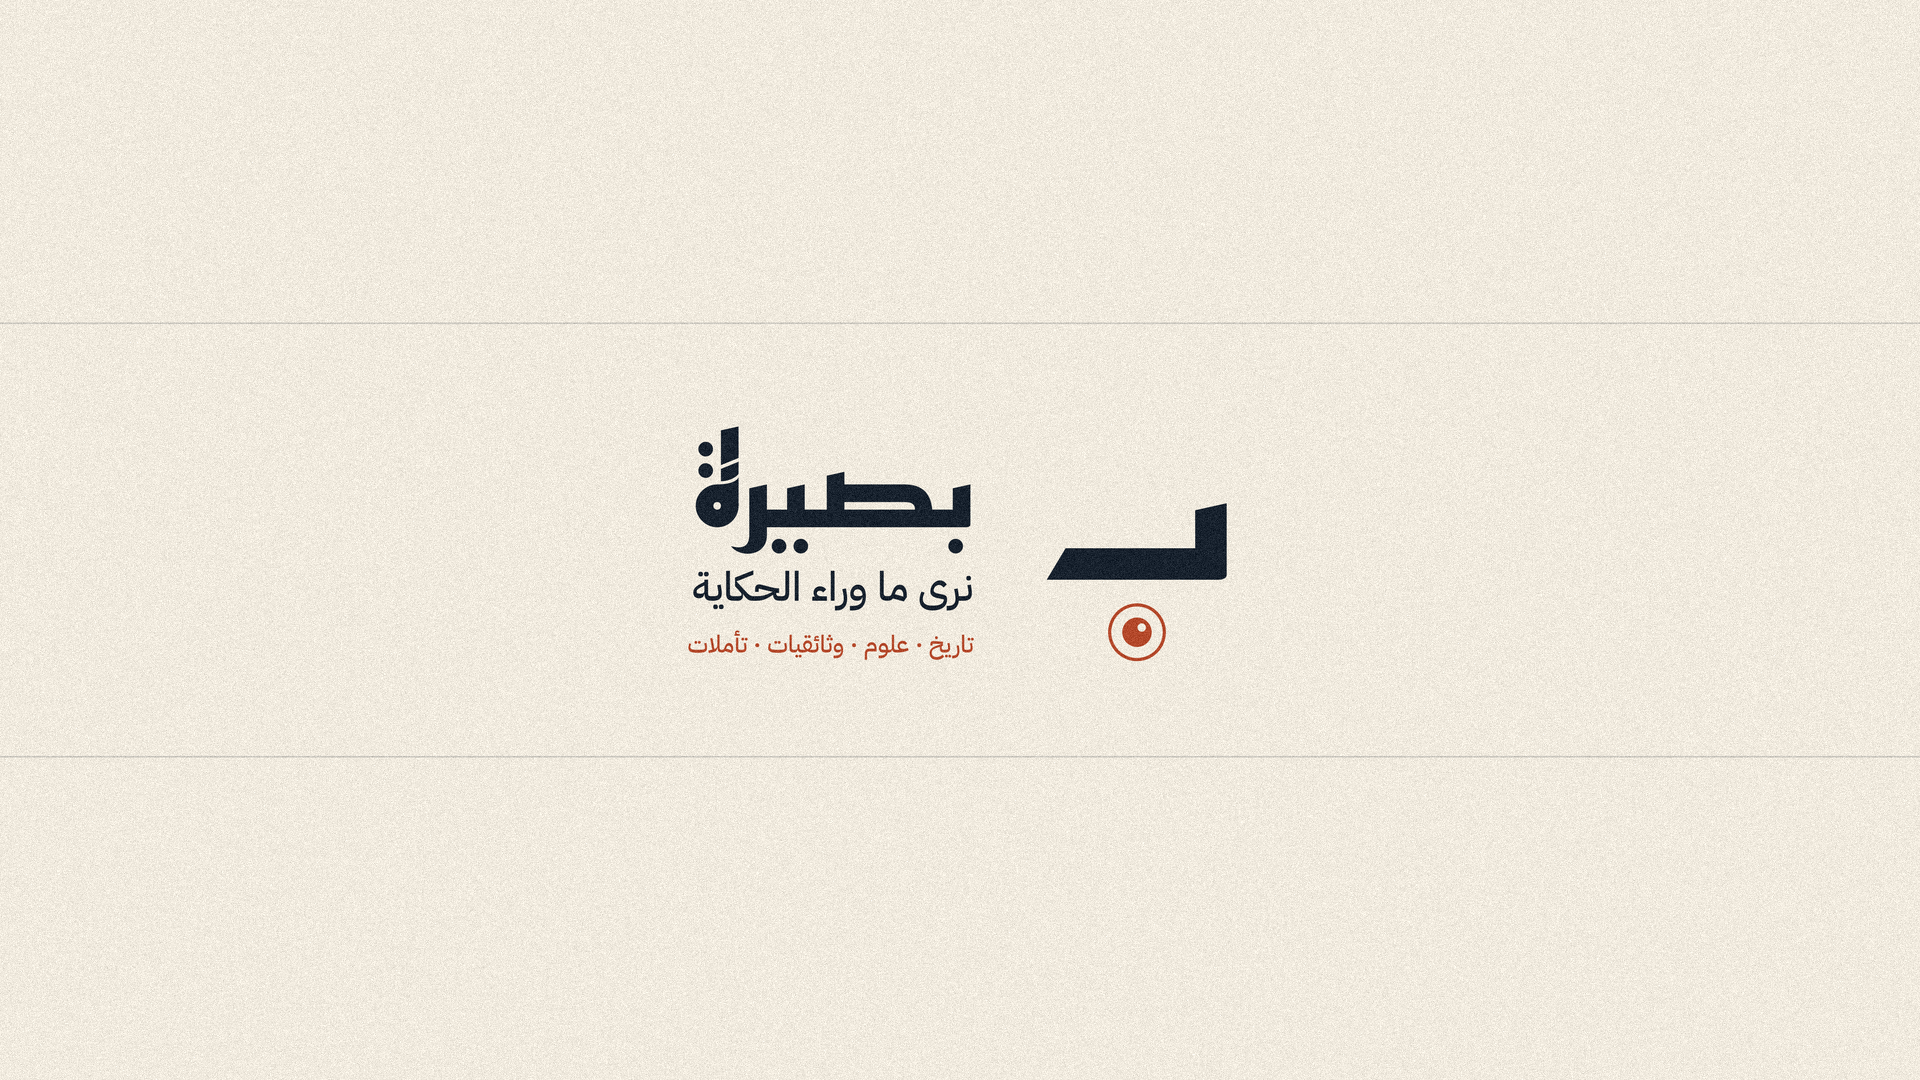 بصيرة
نرى ما وراء الحكاية
تاريخ · علوم · وثائقيات · تأملات